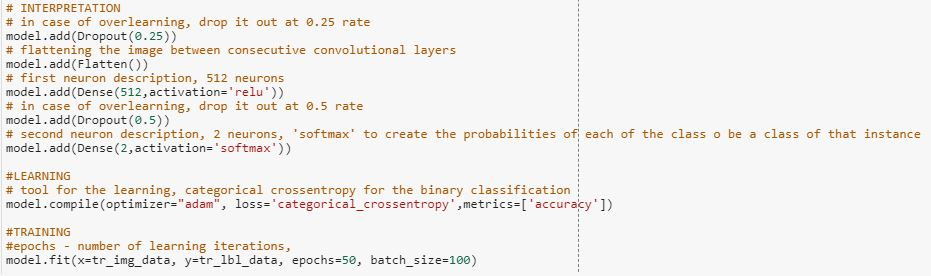 # INTERPRETATION
# in case of overlearning, drop it out at 0.25 rate
model.add(Dropout(0.25))
# flattening the image between consecutive convolutional layers
model.add(Flatten())
# first neuron description, 512 neurons
model.add(Dense(512,activation='relu'))
# in case of overlearning, drop it out at 0.5 rate
model.add(Dropout(0.5))
# second neuron description, 2 neurons, 'softmax' to create the probabilities of each of the class o be a class of that instance
model.add(Dense(2,activation='softmax'))
#LEARNING
# tool for the learning, categorical crossentropy for the binary classification
model.compile(optimizer="adam", loss='categorical_crossentropy',metrics=['accuracy'])
#TRAINING
#epochs - number of learning iterations,
model.fit(x=tr_img_data, y=tr_lbl_data, epochs=50, batch_size=100)